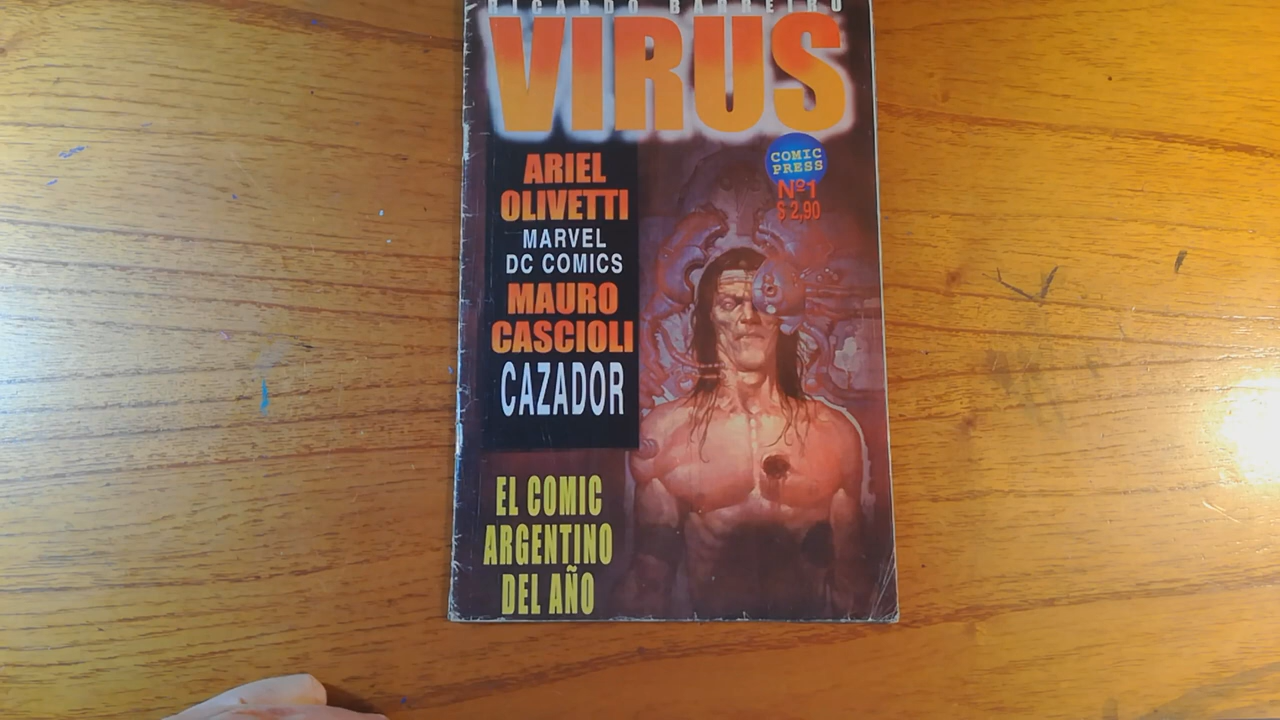 RICARDO BARREIRO
VIRUS
COMIC
PRESS
Nº1
$ 2,90
ARIEL
OLIVETTI
MARVEL
DC COMICS
MAURO
CASCIOLI
CAZADOR
EL COMIC
ARGENTINO
DEL AÑO